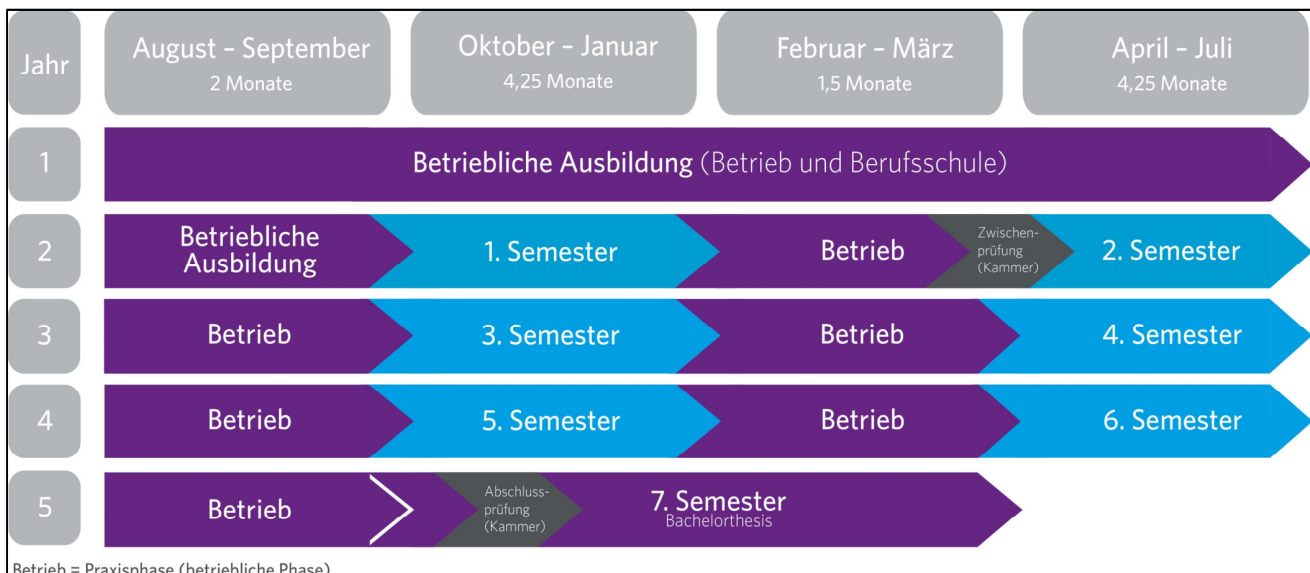 Jahr
August – September
2 Monate
Oktober – Januar
4,25 Monate
Februar – März
1,5 Monate
April – Juli
4,25 Monate
1
Betriebliche Ausbildung (Betrieb und Berufsschule)
2
Betriebliche
Ausbildung
1. Semester
Betrieb
Zwischen-
prüfung
(Kammer)
2. Semester
3
Betrieb
3. Semester
Betrieb
4. Semester
4
Betrieb
5. Semester
Betrieb
6. Semester
5
Betrieb
Abschluss-
prüfung
(Kammer)
7. Semester
Bachelorthesis
Betrieb = Praxisphase (betriebliche Phase)